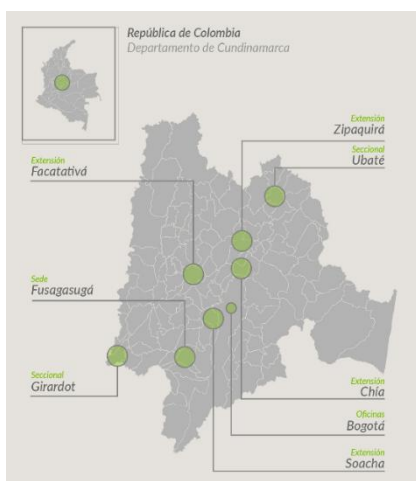 República de Colombia
Departamento de Cundinamarca
Extensión
Zipaquirá
Seccional
Ubaté
Extensión
Facatativá
Sede
Fusagasugá
Seccional
Girardot
Extensión
Chía
Oficinas
Bogotá
Extensión
Soacha